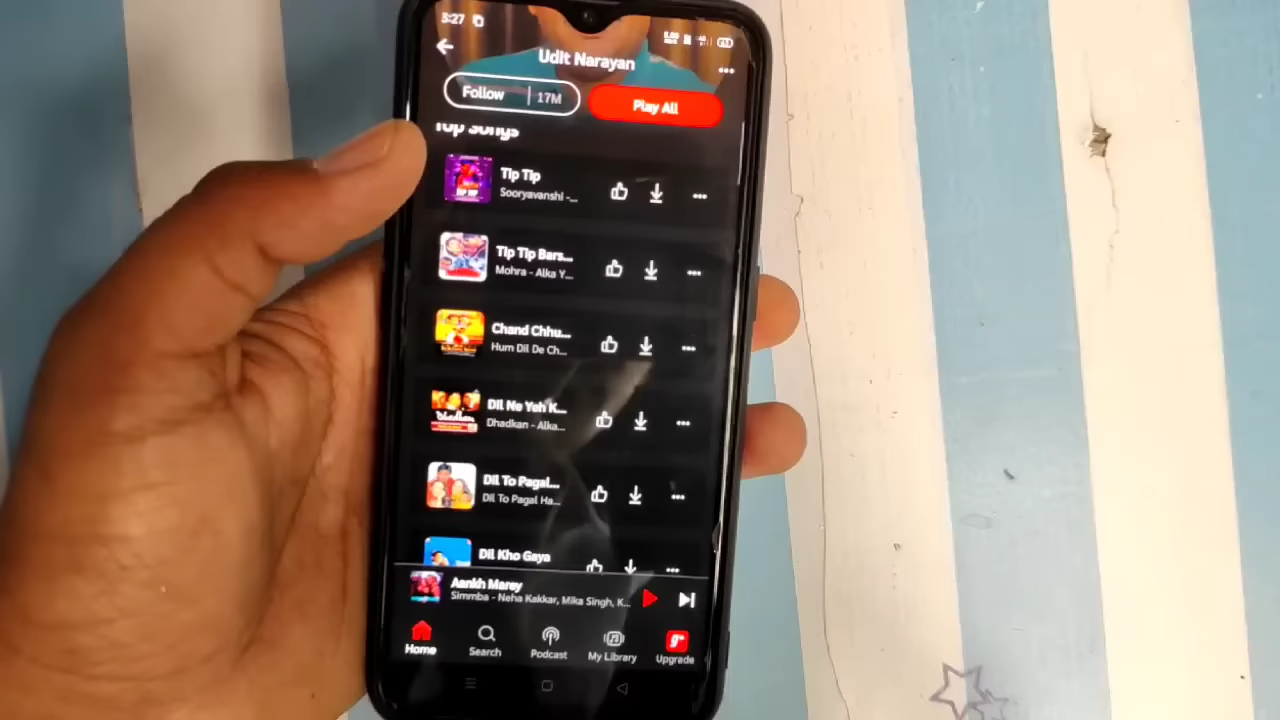 3:27
Udit Narayan
Follow | 17M
Play All
Top Songs
Tip Tip
Sooryavanshi -...
Tip Tip Bars...
Mohra - Alka Y...
Chand Chhu...
Hum Dil De Ch...
Dil Ne Yeh K...
Dhadkan - Alka...
Dhadkan
Dil To Pagal...
Dil To Pagal Ha...
Dil Kho Gaya
Aankh Marey
Simmba - Neha Kakkar, Mika Singh, K...
Home
Search
Podcast
My Library
Upgrade